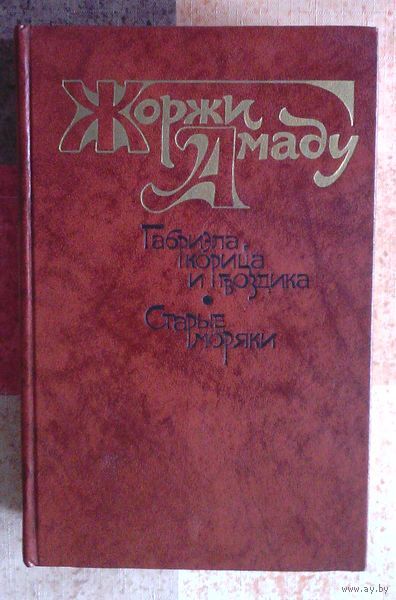 Жоржи
Амаду
Габриэла,
корица
и гвоздика
•
Старые
моряки
© www.ay.by